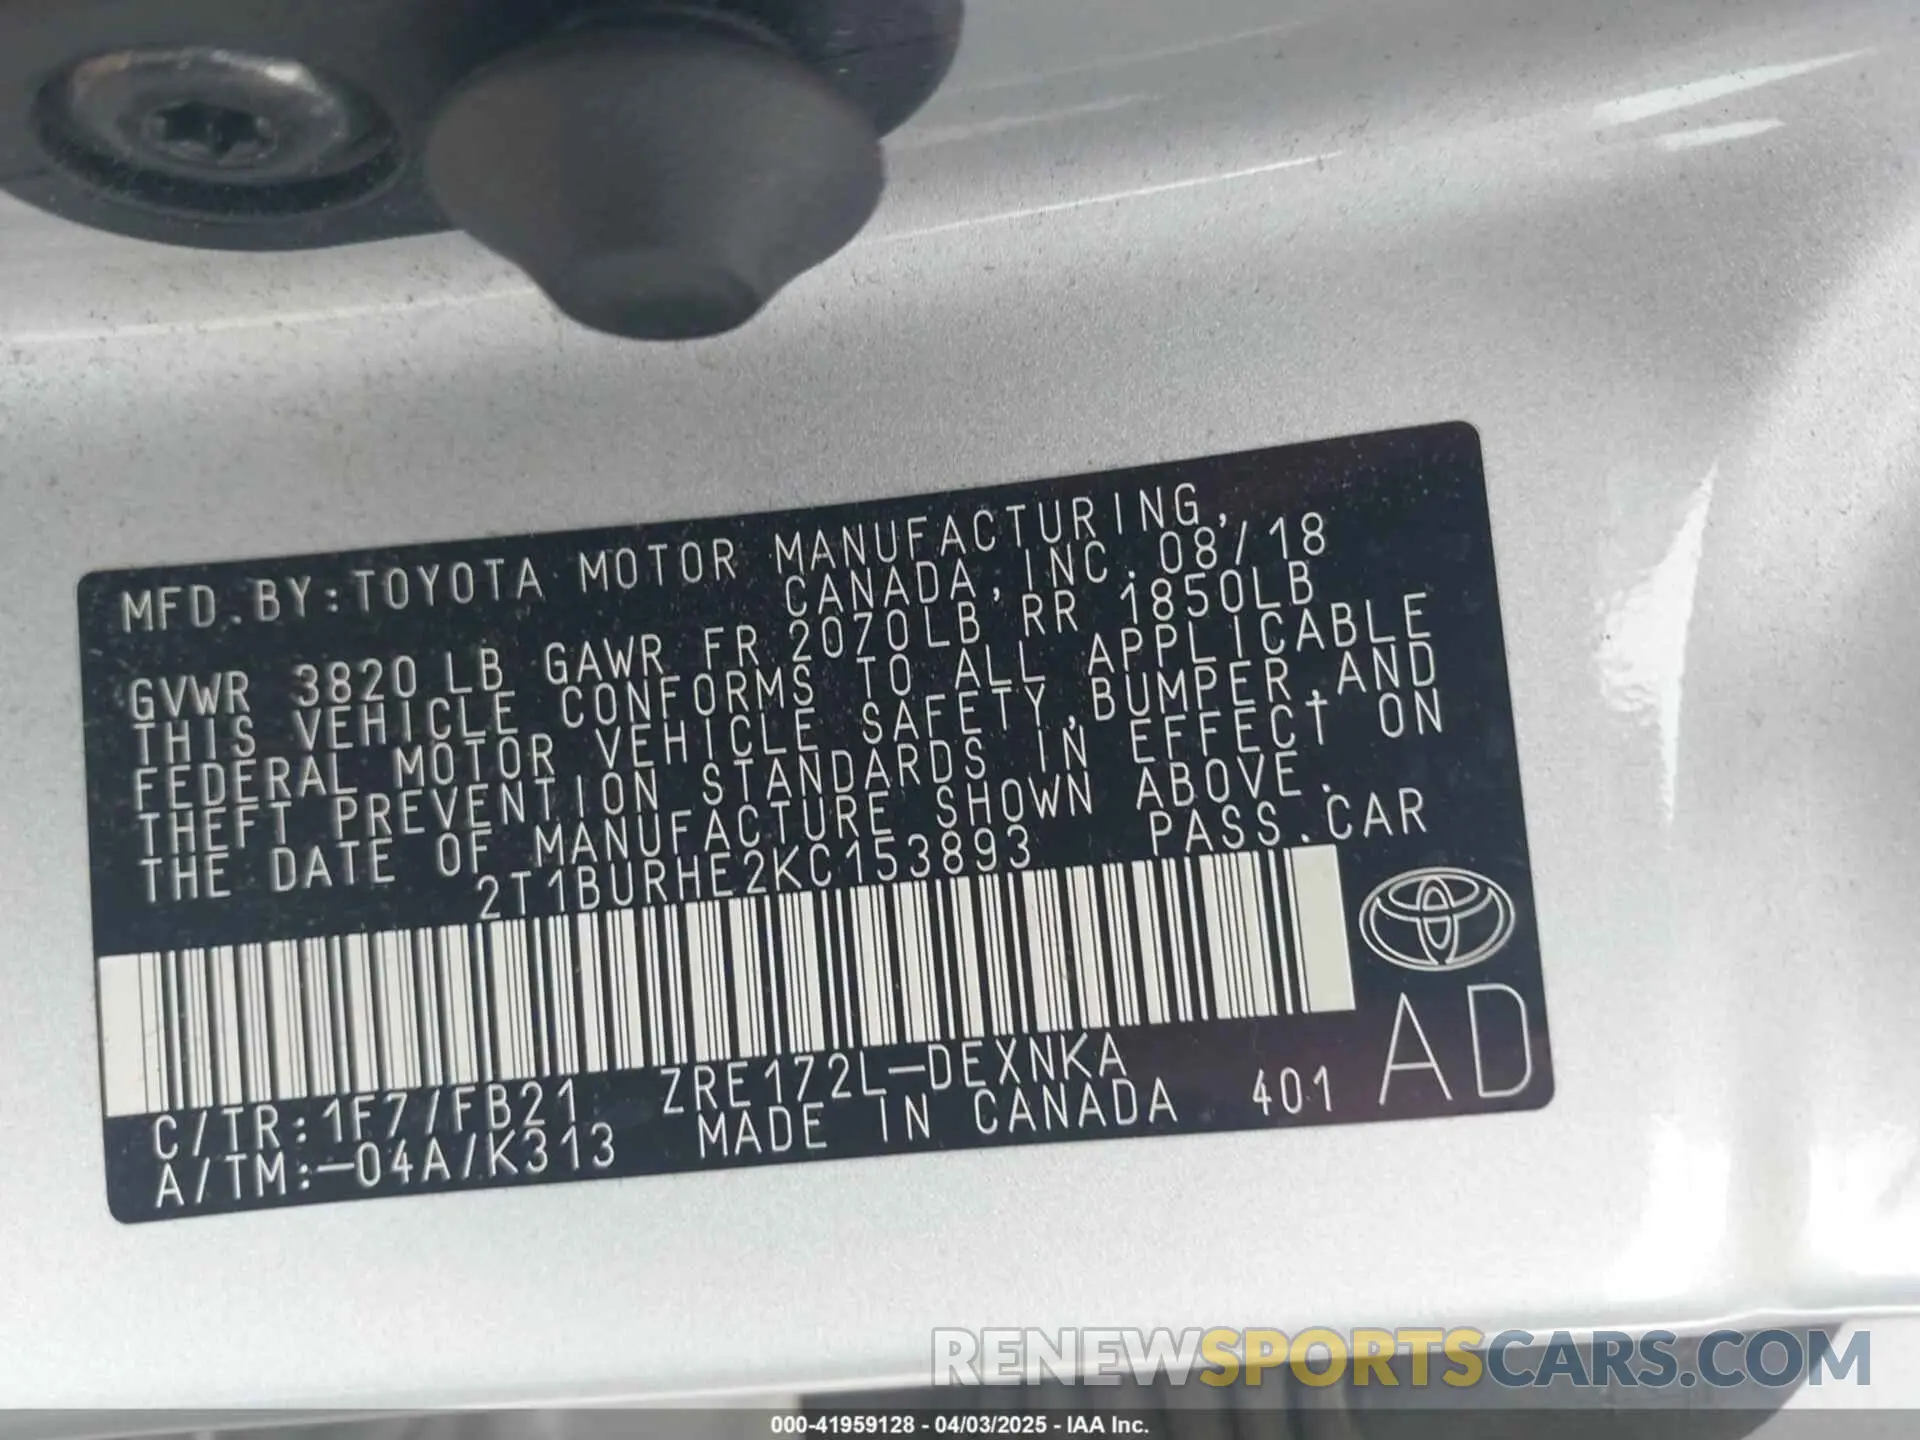 MFD.BY:TOYOTA MOTOR MANUFACTURING,
CANADA, INC. 08/18
GVWR 3820 LB GAWR FR 2070LB RR 1850LB
THIS VEHICLE CONFORMS TO ALL APPLICABLE
FEDERAL MOTOR VEHICLE SAFETY,BUMPER,AND
THEFT PREVENTION STANDARDS IN EFFECT ON
THE DATE OF MANUFACTURE SHOWN ABOVE.
2T1BURHE2KC153893 PASS.CAR
C/TR:1F7/FB21 ZRE172L-DEXNKA
A/TM:-04A/K313 MADE IN CANADA 401 AD
RENEWSPORTSCARS.COM
000-41959128 - 04/03/2025 - IAA Inc.